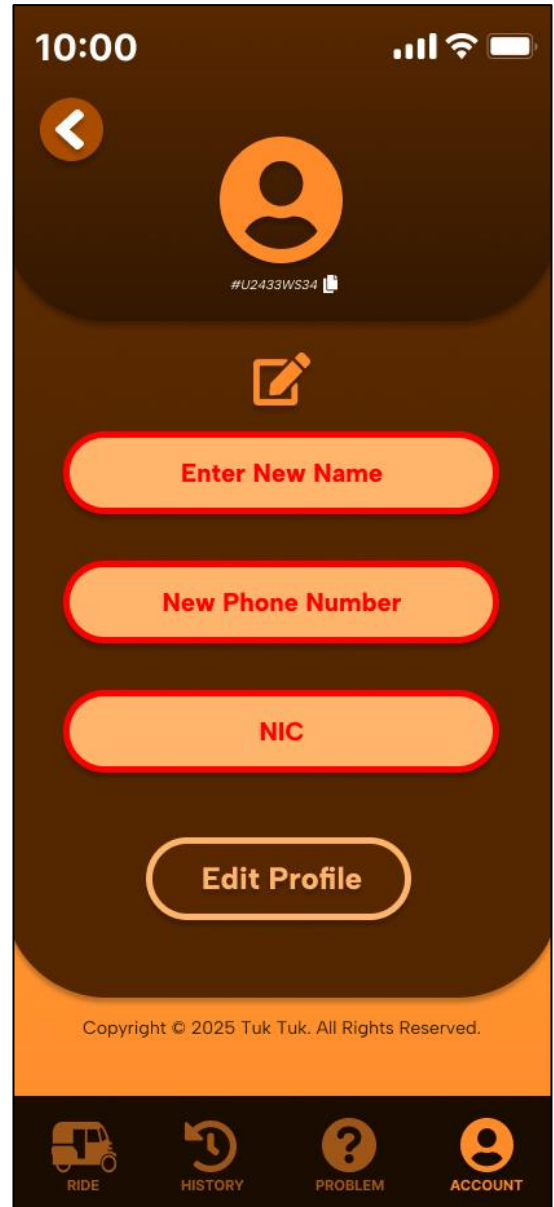 10:00
#U2433WS34
Enter New Name
New Phone Number
NIC
Edit Profile
Copyright © 2025 Tuk Tuk. All Rights Reserved.
RIDE HISTORY PROBLEM ACCOUNT